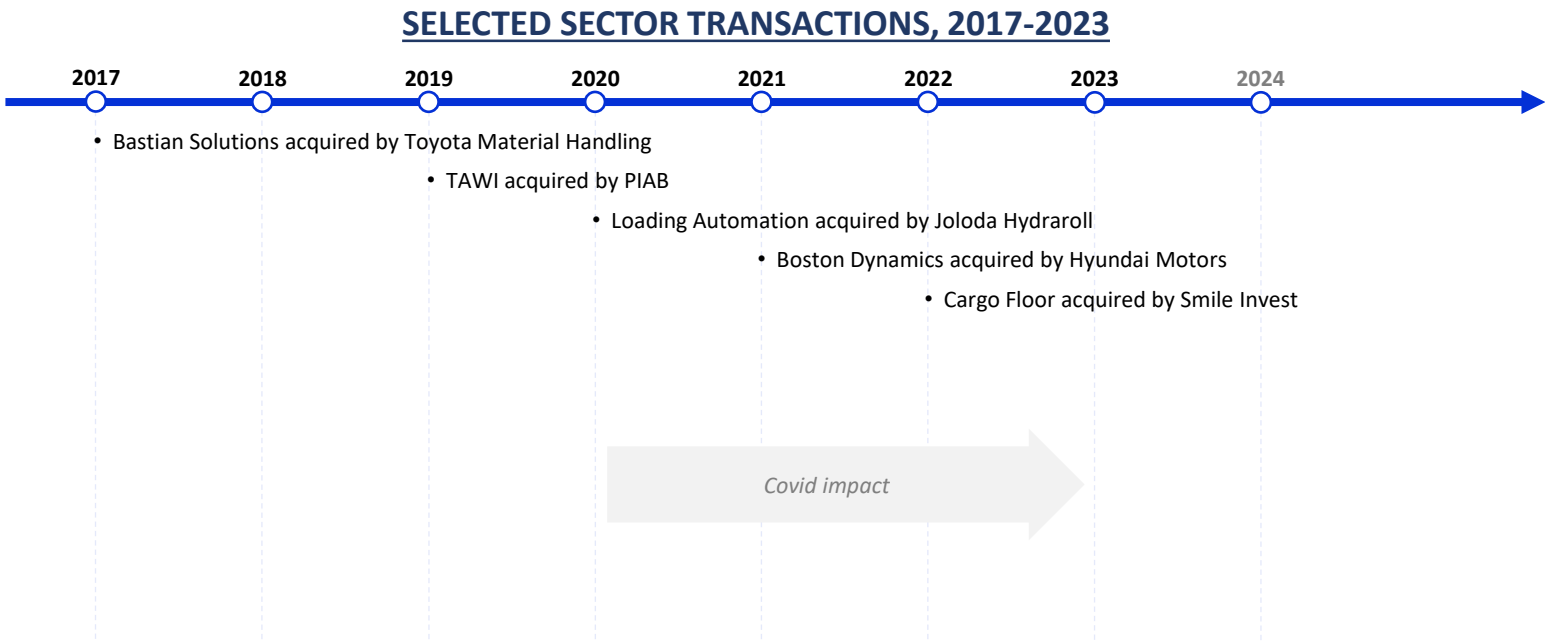 SELECTED SECTOR TRANSACTIONS, 2017-2023
2017 2018 2019 2020 2021 2022 2023 2024
• Bastian Solutions acquired by Toyota Material Handling
• TAWI acquired by PIAB
• Loading Automation acquired by Joloda Hydraroll
• Boston Dynamics acquired by Hyundai Motors
• Cargo Floor acquired by Smile Invest
Covid impact